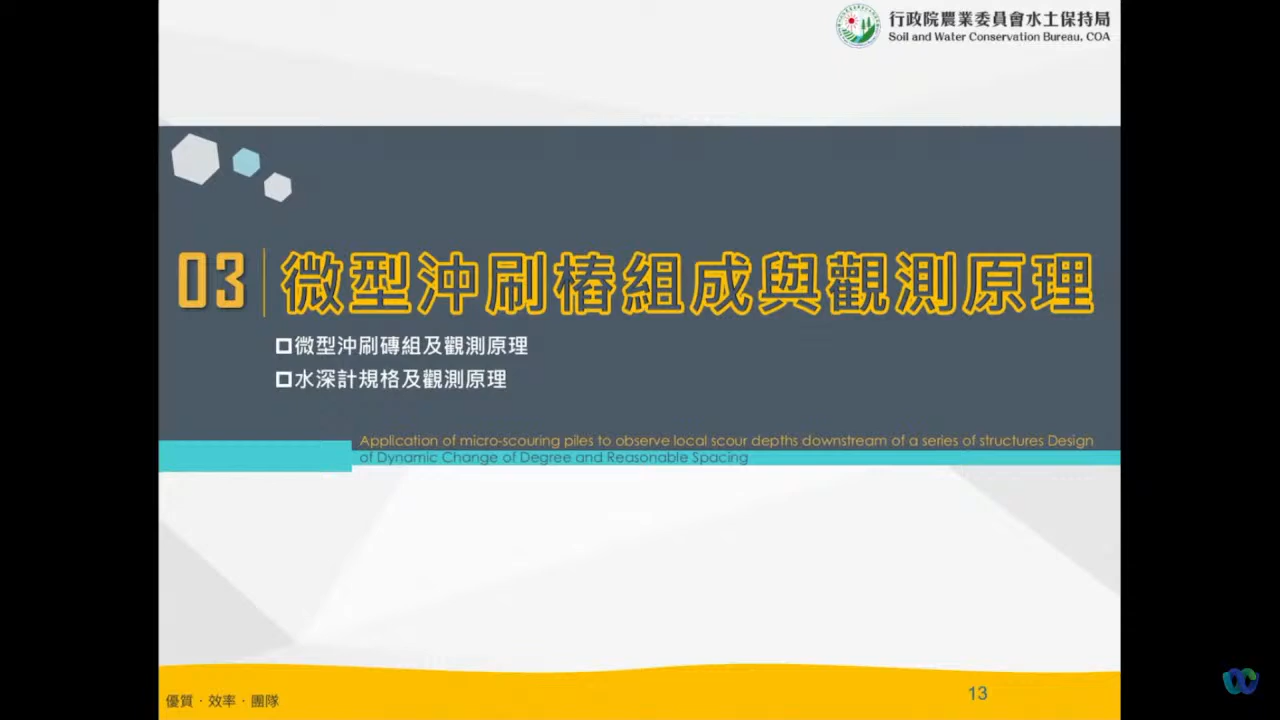 行政院農業委員會水土保持局
Soil and Water Conservation Bureau, COA
03 微型沖刷樁組成與觀測原理
微型沖刷磚組及觀測原理
水深計規格及觀測原理
Application of micro-scouring piles to observe local scour depths downstream of a series of structures Design
of Dynamic Change of Degree and Reasonable Spacing
優質．效率．團隊
13